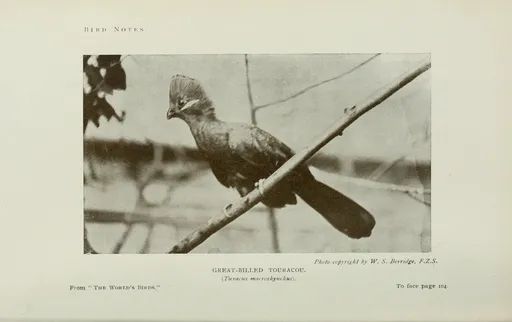 BIRD NOTES
Photo copyright by W. S. Berridge, F.Z.S.
GREAT-BILLED TOURACOU.
(Turacus macrorhynchus).
From "THE WORLD'S BIRDS."
To face page 104